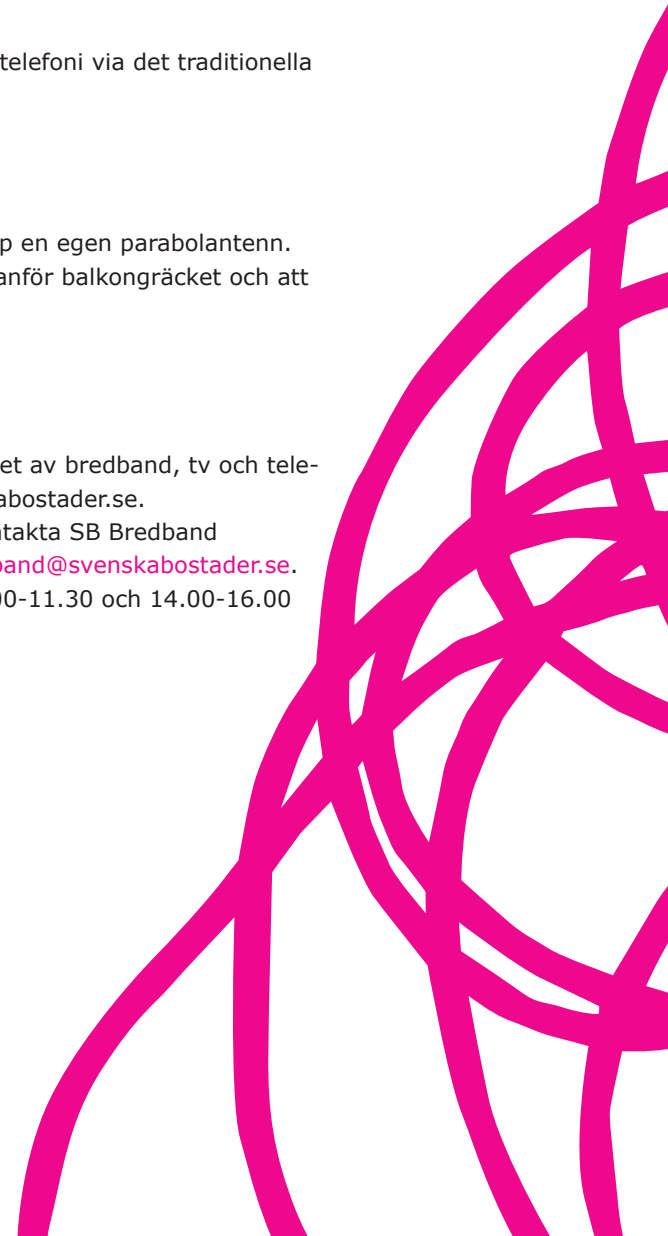 telefoni via det traditionella
p en egen parabolantenn.
anför balkongräcket och att
et av bredband, tv och tele-
abostader.se.
takta SB Bredband
band@svenskabostader.se.
00-11.30 och 14.00-16.00